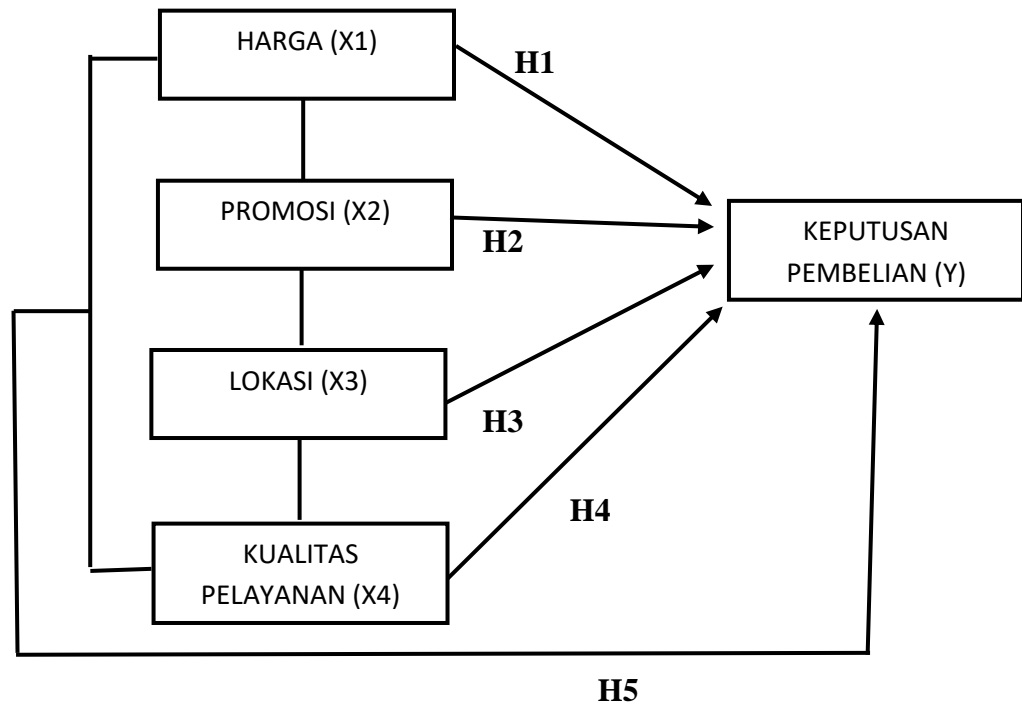 HARGA (X1)
H1
PROMOSI (X2)
H2
KEPUTUSAN
PEMBELIAN (Y)
LOKASI (X3)
H3
H4
KUALITAS
PELAYANAN (X4)
H5